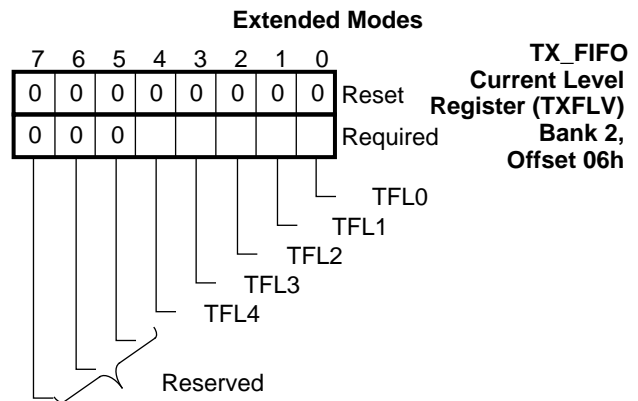 Extended Modes
7 6 5 4 3 2 1 0
0 0 0 0 0 0 0 0 Reset
0 0 0 Required
TX_FIFO
Current Level
Register (TXFLV)
Bank 2,
Offset 06h
TFL0
TFL1
TFL2
TFL3
TFL4
Reserved